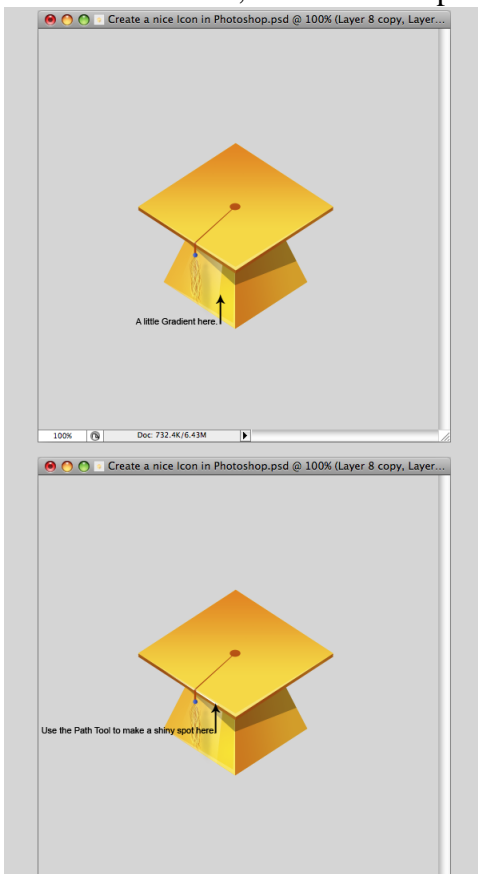 Create a nice Icon in Photoshop.psd @ 100% (Layer 8 copy, Layer...
A little Gradient here.
100% Doc: 732.4K/6.43M
Create a nice Icon in Photoshop.psd @ 100% (Layer 8 copy, Layer...
Use the Path Tool to make a shiny spot here